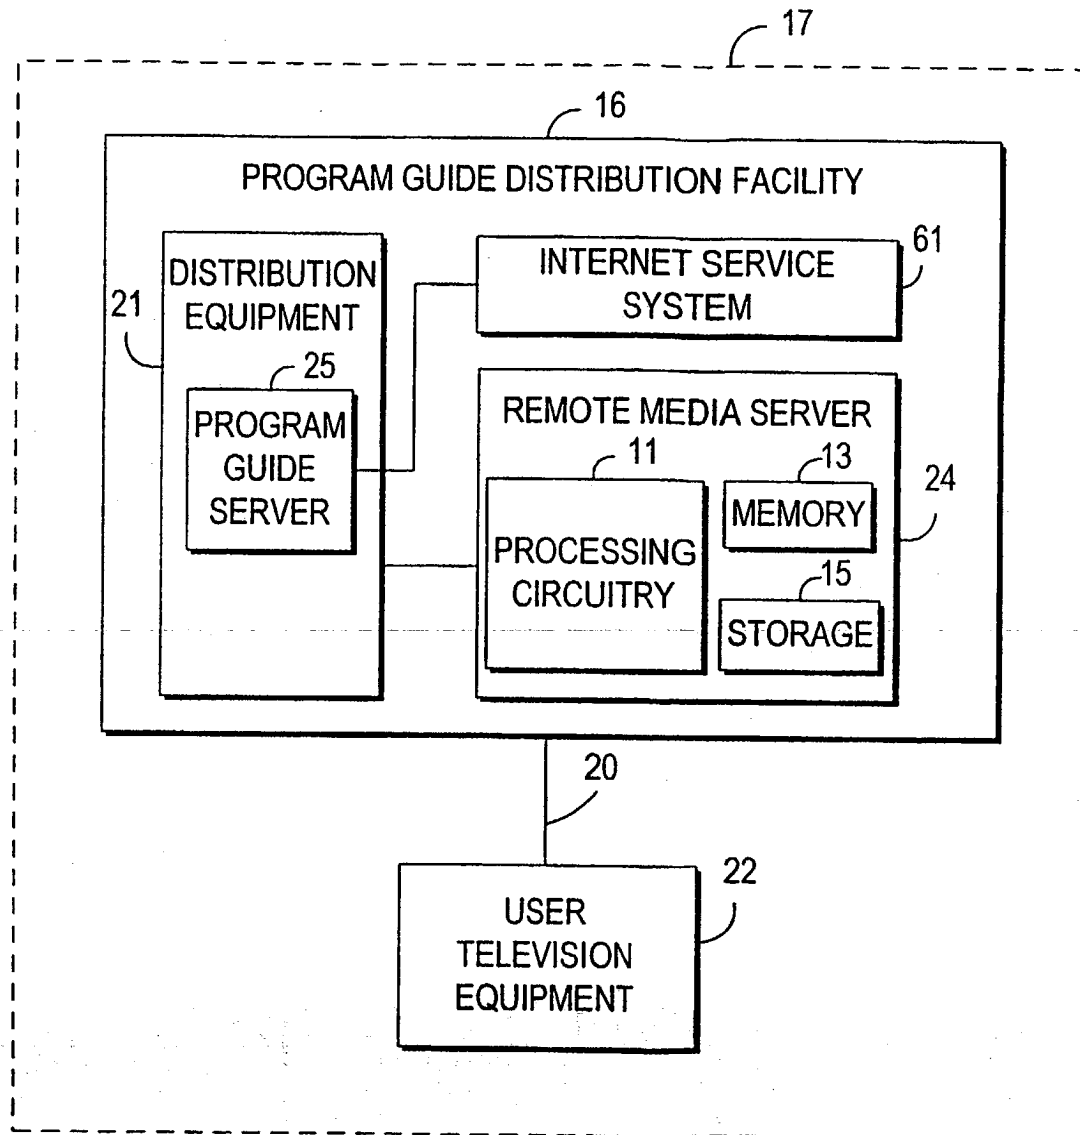 17
16
PROGRAM GUIDE DISTRIBUTION FACILITY
DISTRIBUTION
EQUIPMENT
21
25
PROGRAM
GUIDE
SERVER
INTERNET SERVICE
SYSTEM
61
REMOTE MEDIA SERVER
11
PROCESSING
CIRCUITRY
13
MEMORY
24
15
STORAGE
20
22
USER
TELEVISION
EQUIPMENT